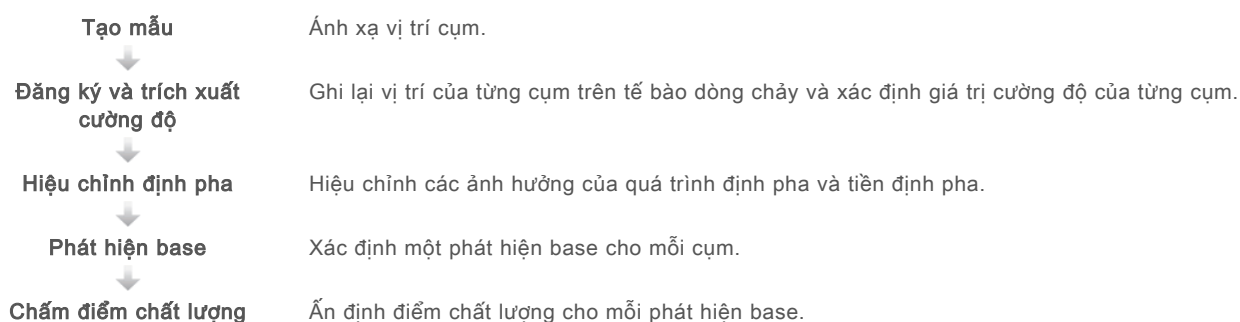 Tạo mẫu
Ánh xạ vị trí cụm.
Đăng ký và trích xuất
cường độ
Ghi lại vị trí của từng cụm trên tế bào dòng chảy và xác định giá trị cường độ của từng cụm.
Hiệu chỉnh định pha
Hiệu chỉnh các ảnh hưởng của quá trình định pha và tiền định pha.
Phát hiện base
Xác định một phát hiện base cho mỗi cụm.
Chấm điểm chất lượng
Ấn định điểm chất lượng cho mỗi phát hiện base.